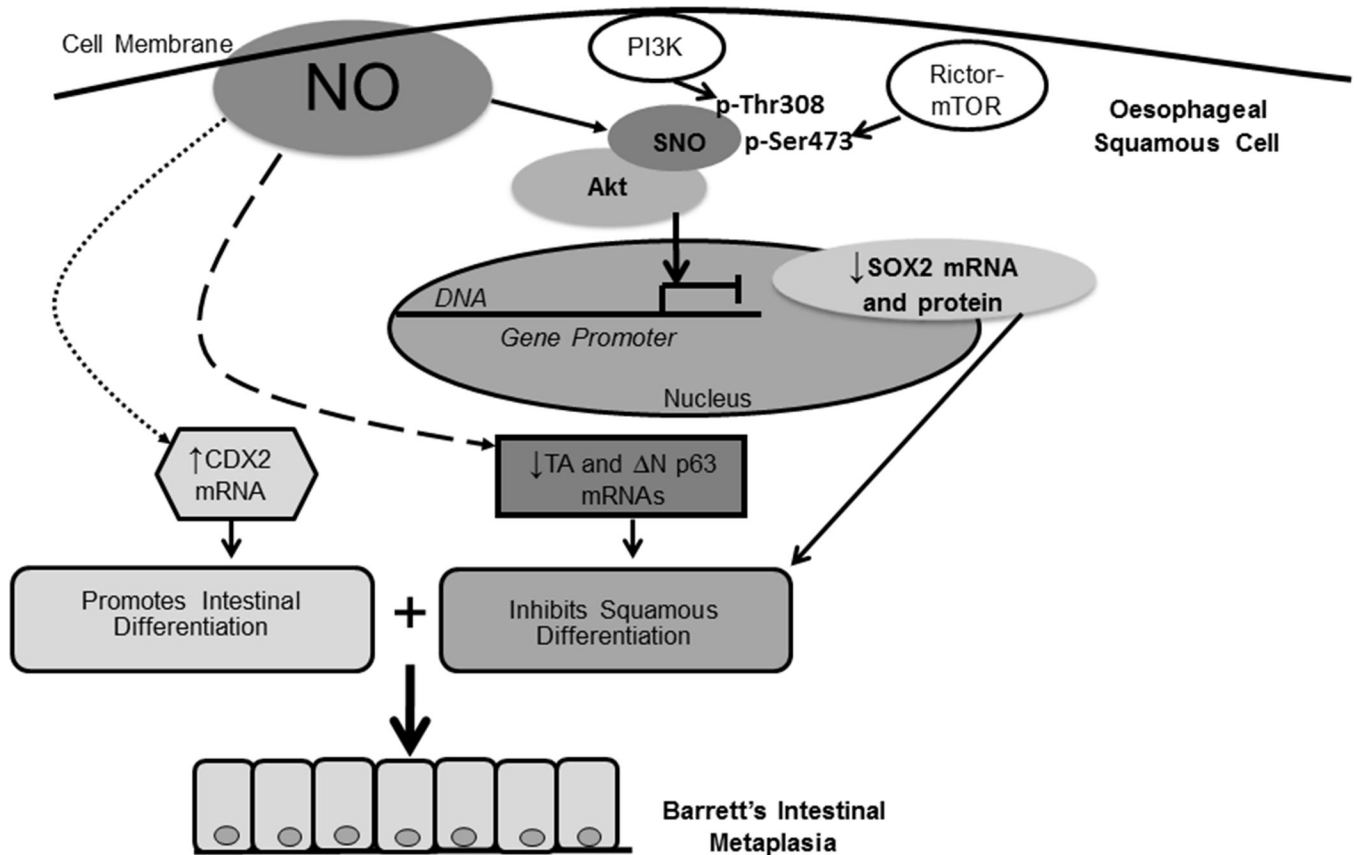 Cell Membrane
NO
PI3K
Rictor-
mTOR
p-Thr308
p-Ser473
SNO
Akt
Oesophageal
Squamous Cell
DNA
Gene Promoter
Nucleus
↓SOX2 mRNA
and protein
↑CDX2
mRNA
↓TA and ΔN p63
mRNAs
Promotes Intestinal
Differentiation
+
Inhibits Squamous
Differentiation
Barrett's Intestinal
Metaplasia